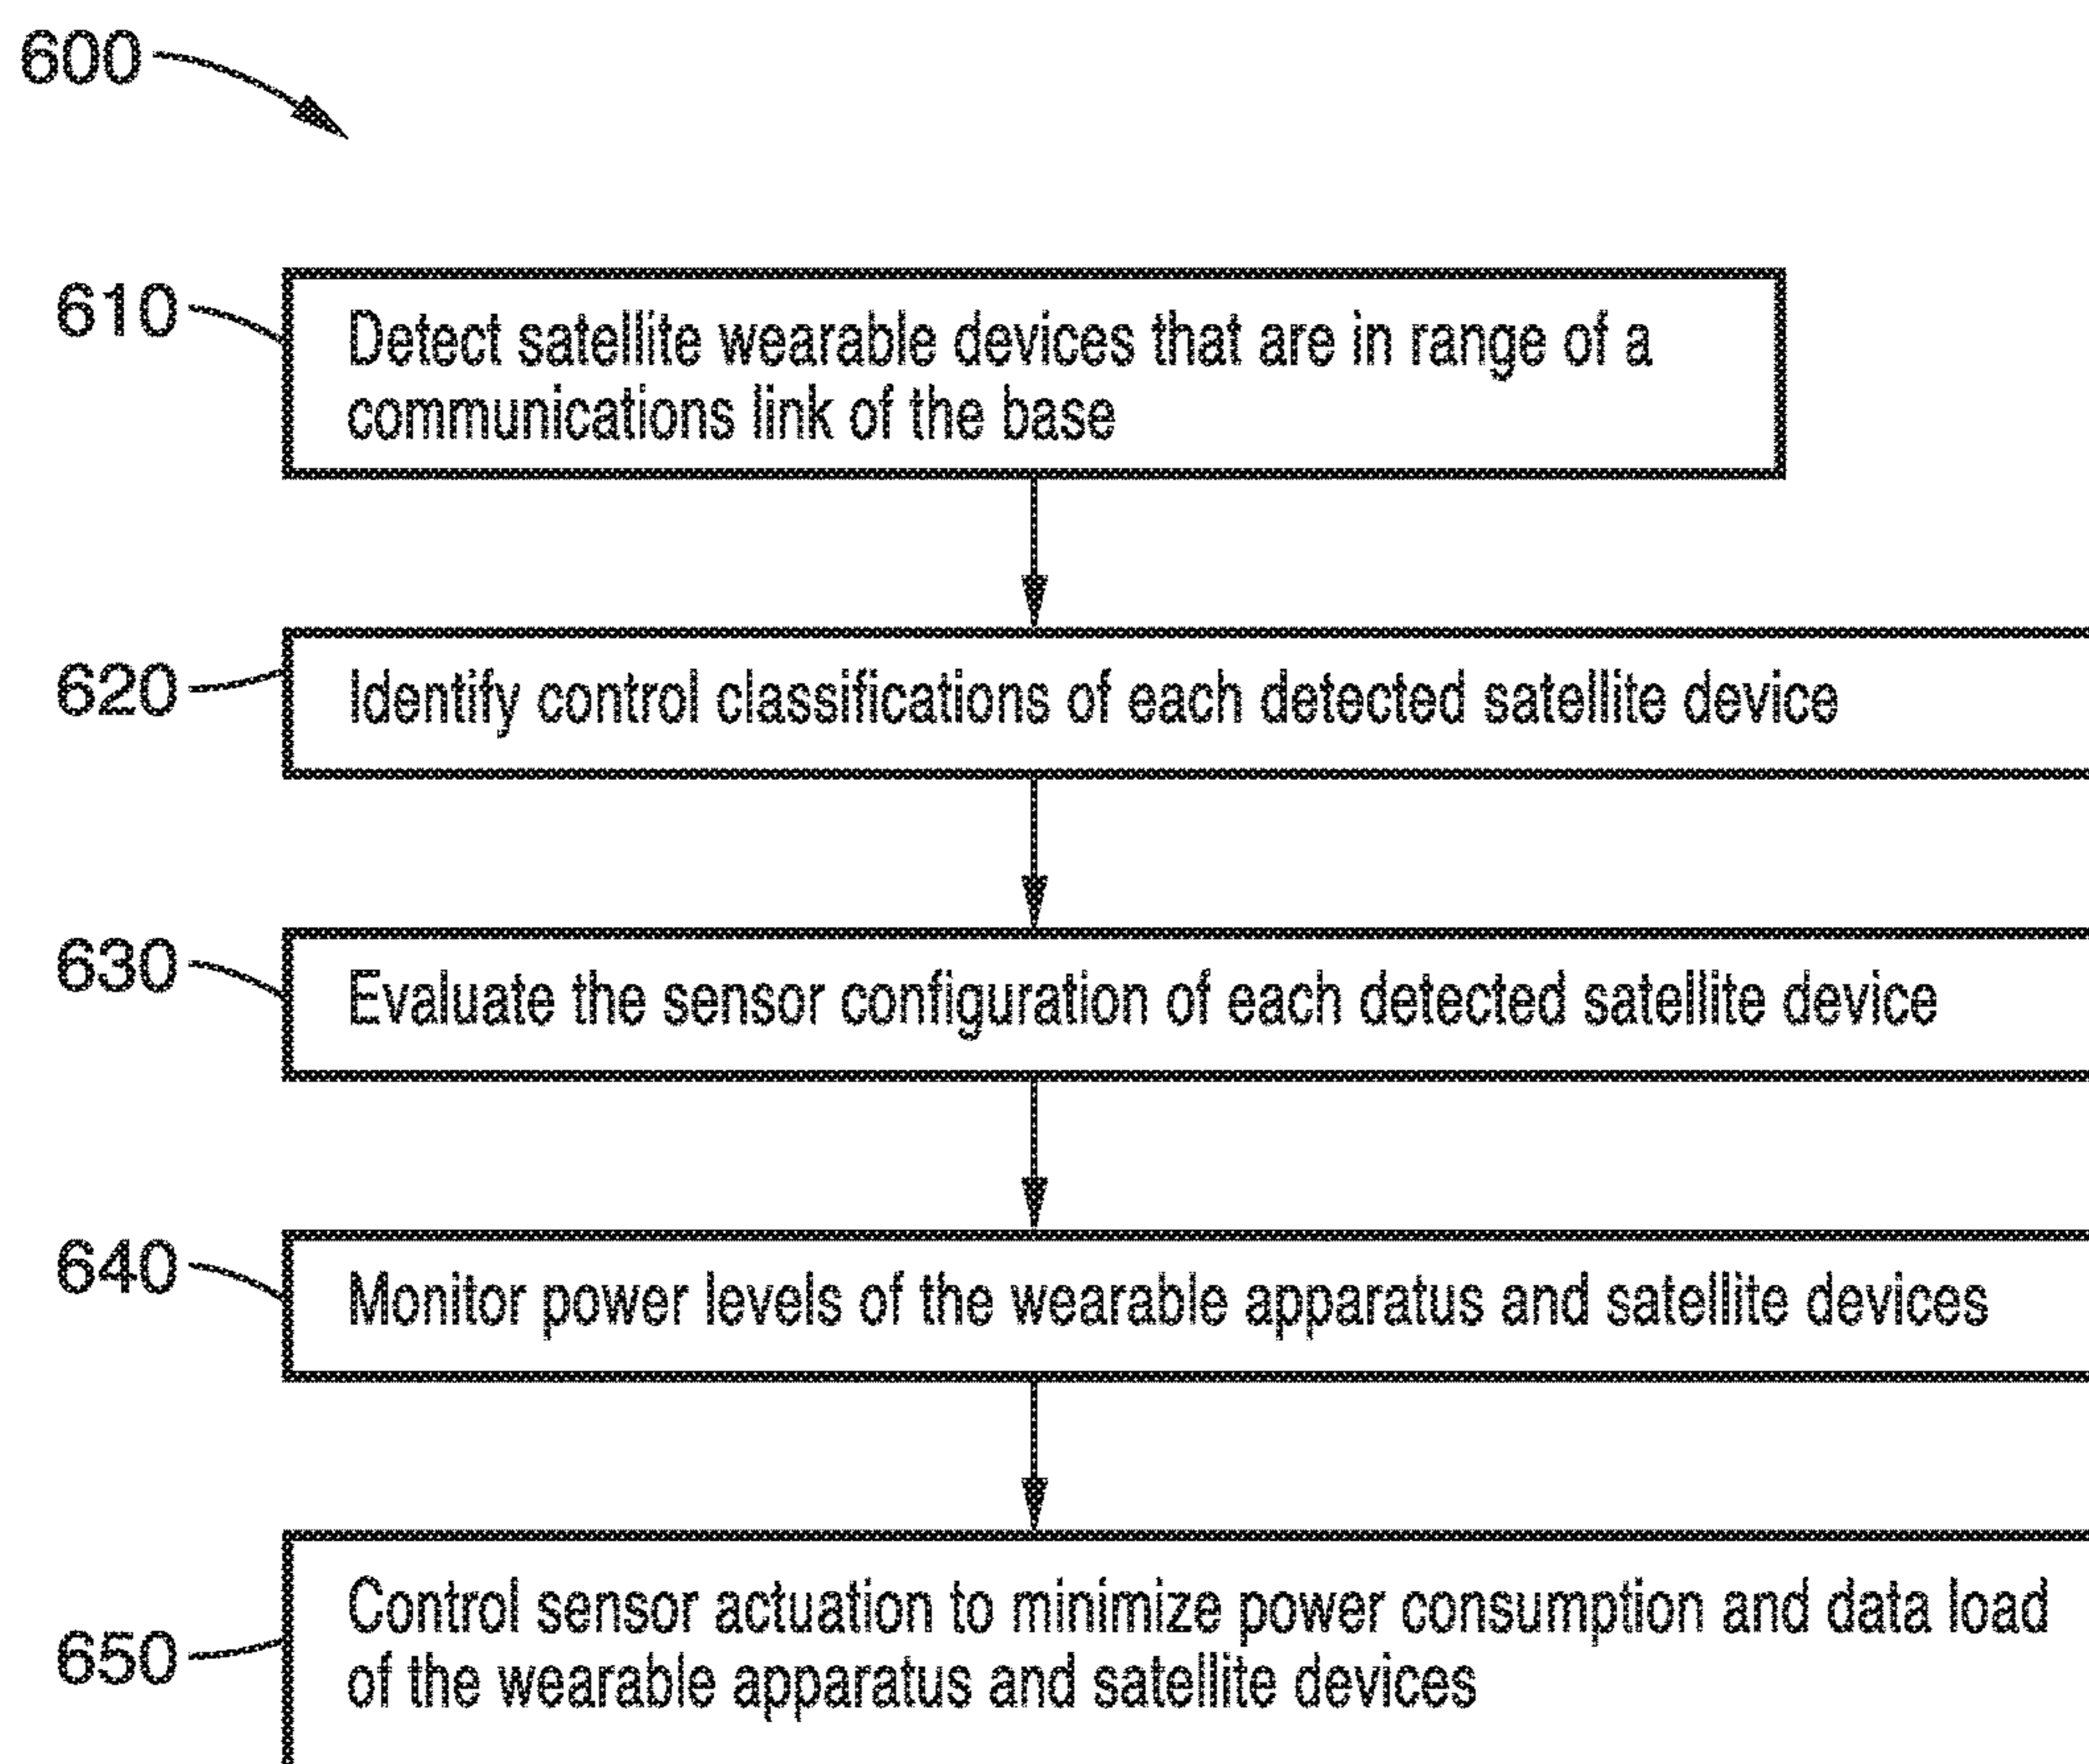 600
610
Detect satellite wearable devices that are in range of a
communications link of the base
620
Identify control classifications of each detected satellite device
630
Evaluate the sensor configuration of each detected satellite device
640
Monitor power levels of the wearable apparatus and satellite devices
650
Control sensor actuation to minimize power consumption and data load
of the wearable apparatus and satellite devices